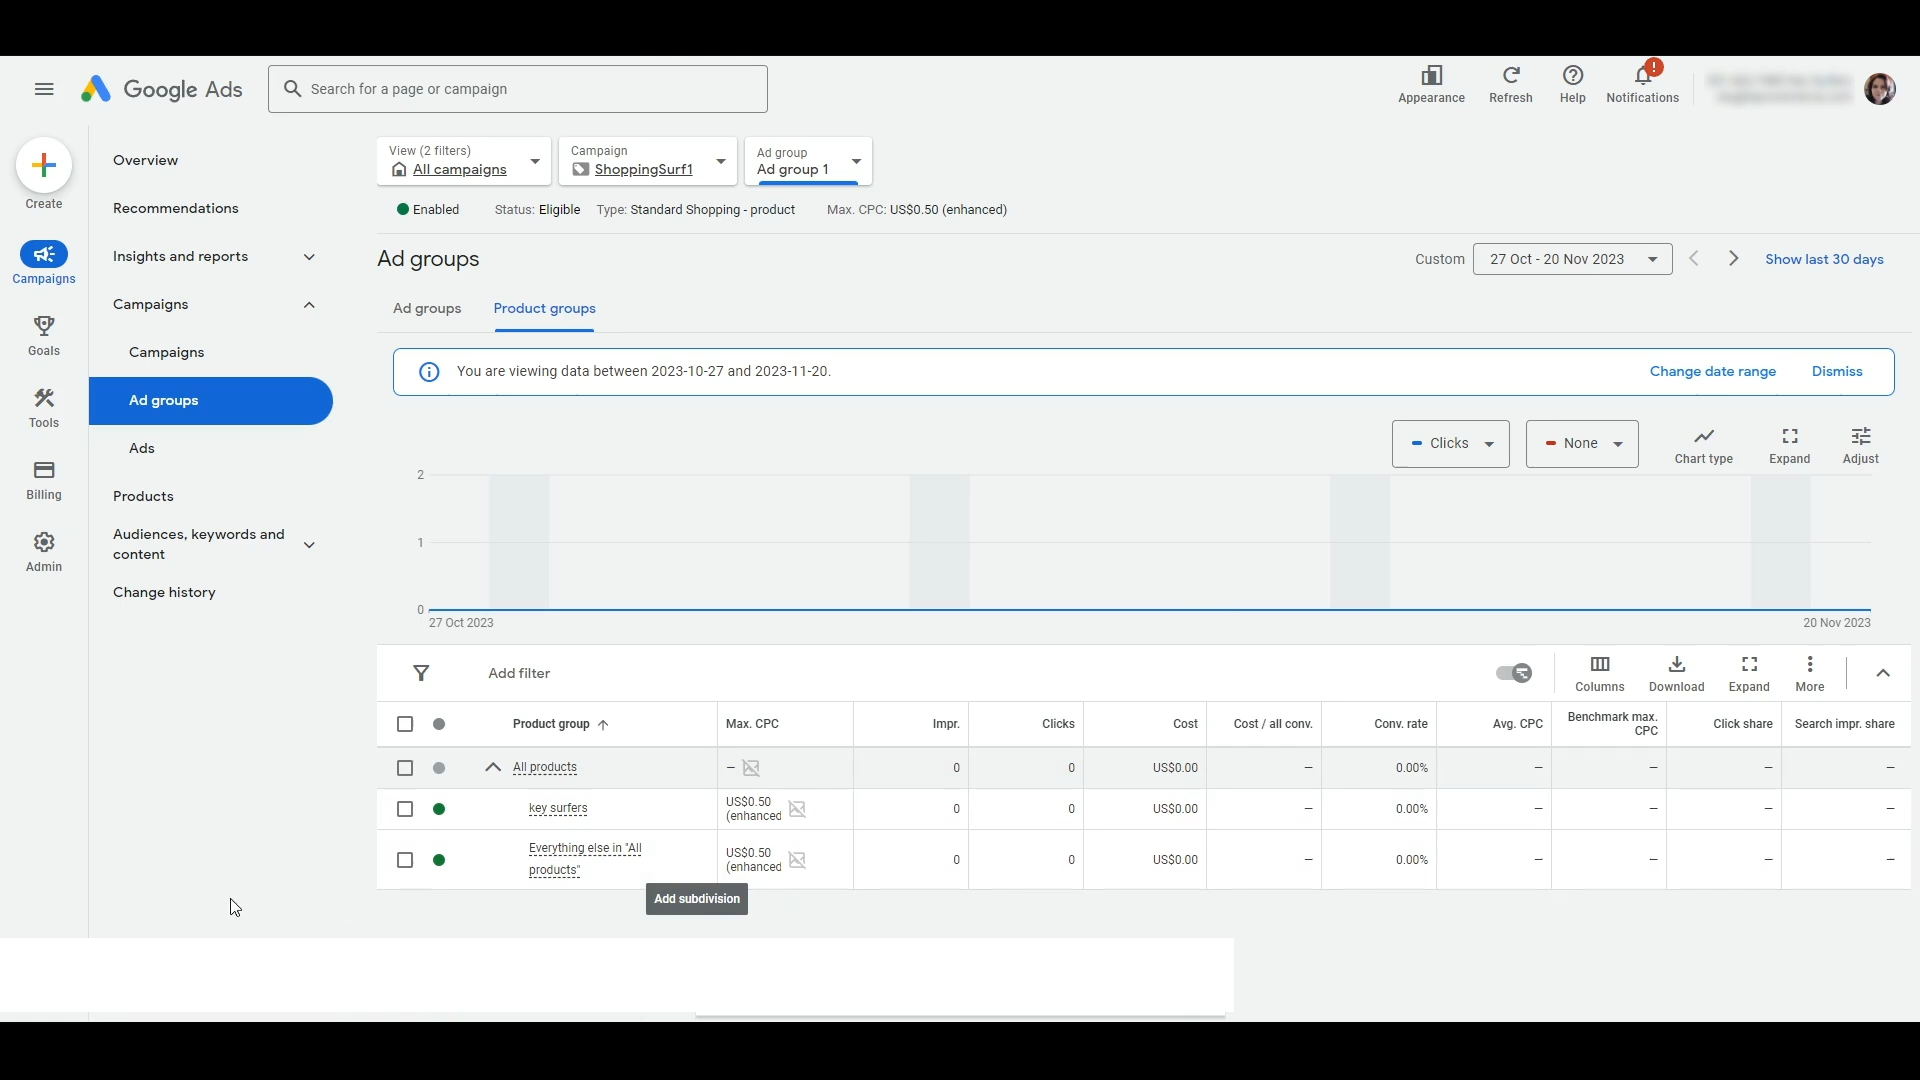 Google Ads
Search for a page or campaign
Appearance
Refresh
Help
!
Notifications
Create
Campaigns
Goals
Tools
Billing
Admin
Overview
Recommendations
Insights and reports
Campaigns
Campaigns
Ad groups
Ads
Products
Audiences, keywords and
content
Change history
View (2 filters)
All campaigns
Campaign
ShoppingSurf1
Ad group
Ad group 1
Enabled
Status: Eligible
Type: Standard Shopping - product
Max. CPC: US$0.50 (enhanced)
Ad groups
Custom
27 Oct - 20 Nov 2023
Show last 30 days
Ad groups
Product groups
You are viewing data between 2023-10-27 and 2023-11-20.
Change date range
Dismiss
Clicks
None
Chart type
Expand
Adjust
2
1
0
27 Oct 2023
20 Nov 2023
Add filter
Columns
Download
Expand
More
Product group
Max. CPC
Impr.
Clicks
Cost
Cost / all conv.
Conv. rate
Avg. CPC
Benchmark max.
CPC
Click share
Search impr. share
All products
–
0
0
US$0.00
–
0.00%
–
–
–
–
key surfers
US$0.50
(enhanced
0
0
US$0.00
–
0.00%
–
–
–
–
Everything else in "All
products"
US$0.50
(enhanced
0
0
US$0.00
–
0.00%
–
–
–
–
Add subdivision